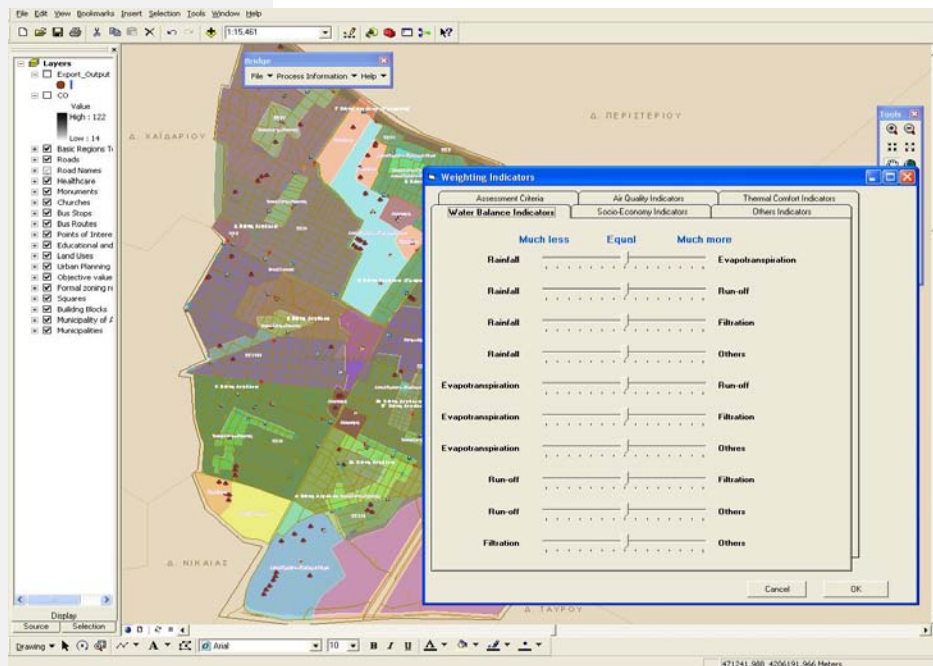 File Edit View Bookmarks Insert Selection Tools Window Help
1:15,461
Layers
Export_Output
CO
Value
High : 122
Low : 14
Basic Regions T
Roads
Road Names
Healthcare
Monuments
Churches
Bus Stops
Bus Routes
Points of Intere
Educational and
Land Uses
Urban Planning
Objective value
Formal zoning r
Squares
Building Blocks
Municipality of A
Municipalities
Display
Source Selection
Bridge
File Process Information Help
Δ. ΧΑΪΔΑΡΙΟΥ
Δ. ΠΕΡΙΣΤΕΡΙΟΥ
Δ. ΝΙΚΑΙΑΣ
Δ. ΤΑΥΡΟΥ
Tools
Weighting Indicators
Assessment Criteria Air Quality Indicators Thermal Comfort Indicators
Water Balance Indicators Socio-Economy Indicators Others Indicators
Much less Equal Much more
Rainfall Evapotranspiration
Rainfall Run-off
Rainfall Filtration
Rainfall Others
Evapotranspiration Run-off
Evapotranspiration Filtration
Evapotranspiration Othres
Run-off Filtration
Run-off Others
Filtration Others
Cancel OK
Drawing A Arial 10 B I U A
471241,988 4206191,966 Meters